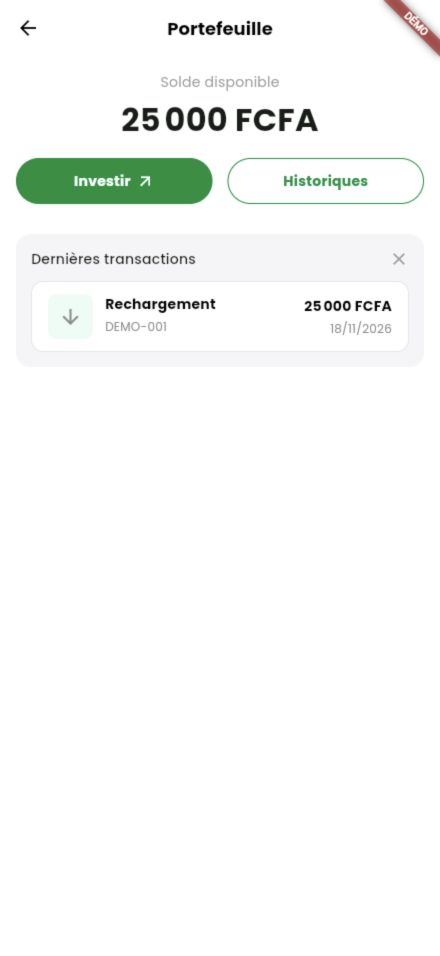 Portefeuille
DÉMO
Solde disponible
25 000 FCFA
Investir
Historiques
Dernières transactions
Rechargement
25 000 FCFA
DEMO-001
18/11/2026